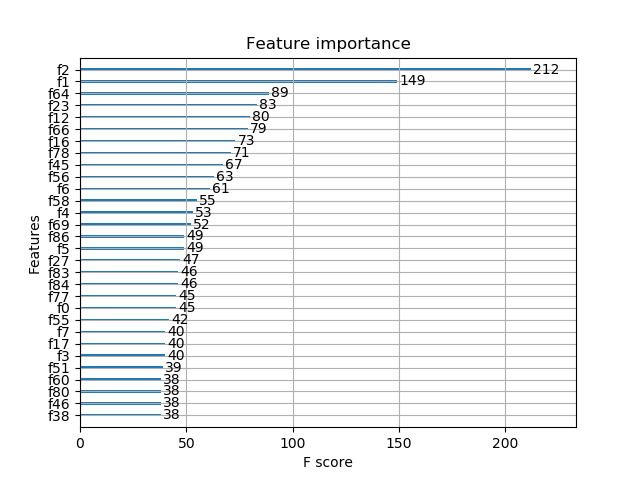 Feature importance
f2 212
f1 149
f64 89
f23 83
f12 80
f66 79
f16 73
f78 71
f45 67
f56 63
f6 61
f58 55
f4 53
f69 52
f86 49
f5 49
f27 47
f83 46
f84 46
f77 45
f0 45
f55 42
f7 40
f17 40
f3 40
f51 39
f60 38
f80 38
f46 38
f38 38
Features
0 50 100 150 200
F score